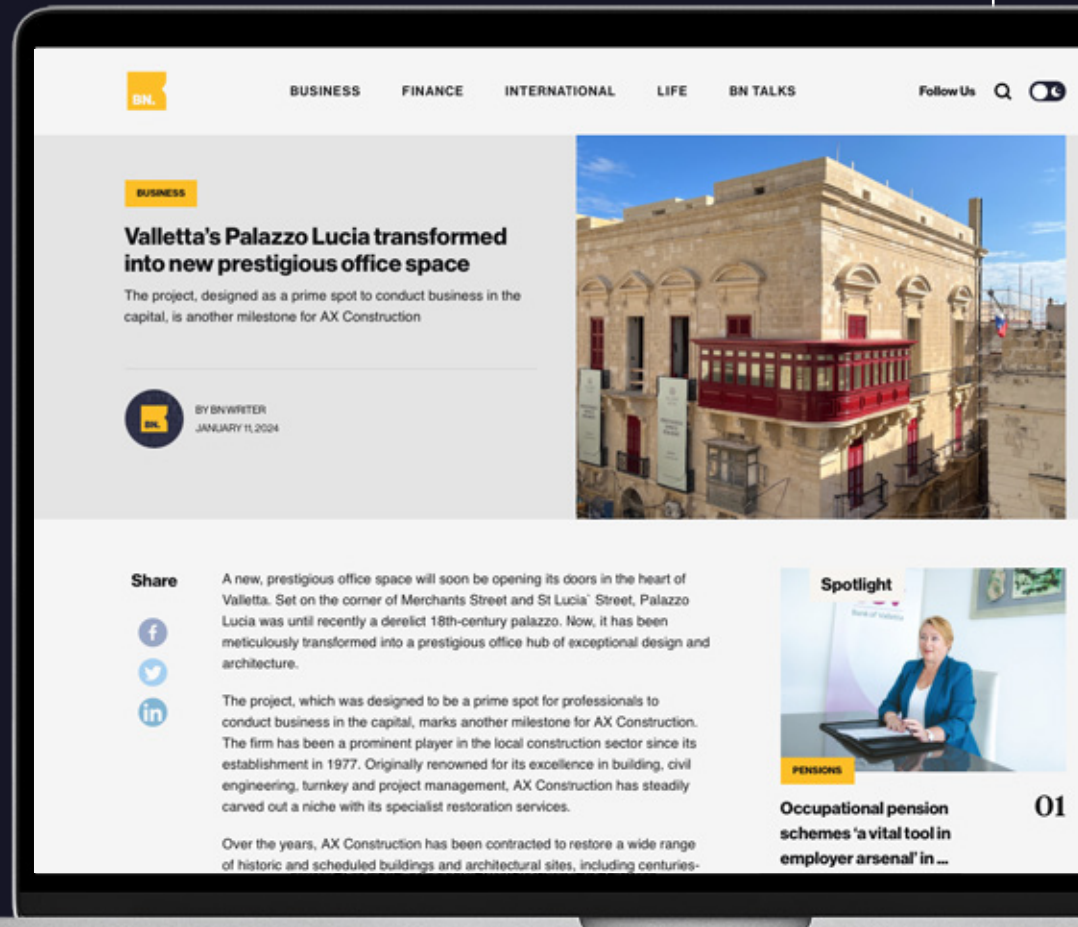 BN.
BUSINESS
FINANCE
INTERNATIONAL
LIFE
BN TALKS
Follow Us
BUSINESS
Valletta's Palazzo Lucia transformed
into new prestigious office space
The project, designed as a prime spot to conduct business in the
capital, is another milestone for AX Construction
BN.
BY BN WRITER
JANUARY 11, 2024
Share
A new, prestigious office space will soon be opening its doors in the heart of
Valletta. Set on the corner of Merchants Street and St Lucia` Street, Palazzo
Lucia was until recently a derelict 18th-century palazzo. Now, it has been
meticulously transformed into a prestigious office hub of exceptional design and
architecture.
The project, which was designed to be a prime spot for professionals to
conduct business in the capital, marks another milestone for AX Construction.
The firm has been a prominent player in the local construction sector since its
establishment in 1977. Originally renowned for its excellence in building, civil
engineering, turnkey and project management, AX Construction has steadily
carved out a niche with its specialist restoration services.
Over the years, AX Construction has been contracted to restore a wide range
of historic and scheduled buildings and architectural sites, including centuries-
Spotlight
Bank of Valletta
PENSIONS
Occupational pension
schemes 'a vital tool in
employer arsenal' in ...
01